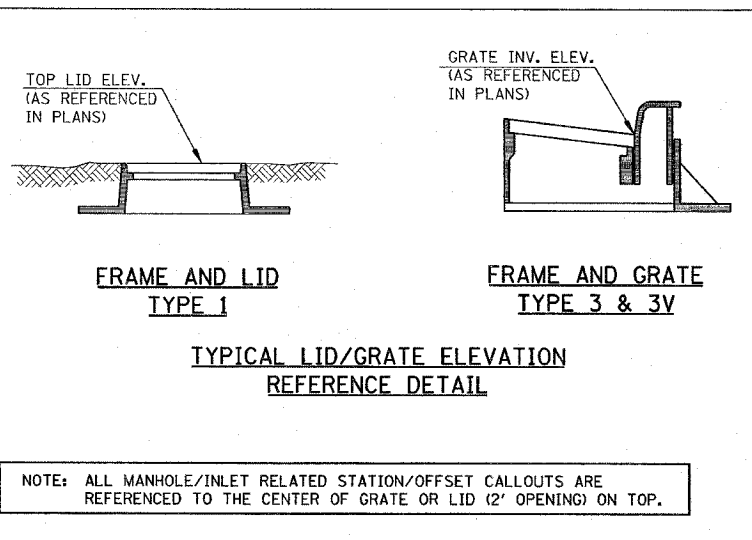 TOP LID ELEV.
(AS REFERENCED
IN PLANS)
GRATE INV. ELEV.
(AS REFERENCED
IN PLANS)
FRAME AND LID
TYPE 1
FRAME AND GRATE
TYPE 3 & 3V
TYPICAL LID/GRATE ELEVATION
REFERENCE DETAIL
NOTE: ALL MANHOLE/INLET RELATED STATION/OFFSET CALLOUTS ARE
REFERENCED TO THE CENTER OF GRATE OR LID (2' OPENING) ON TOP.